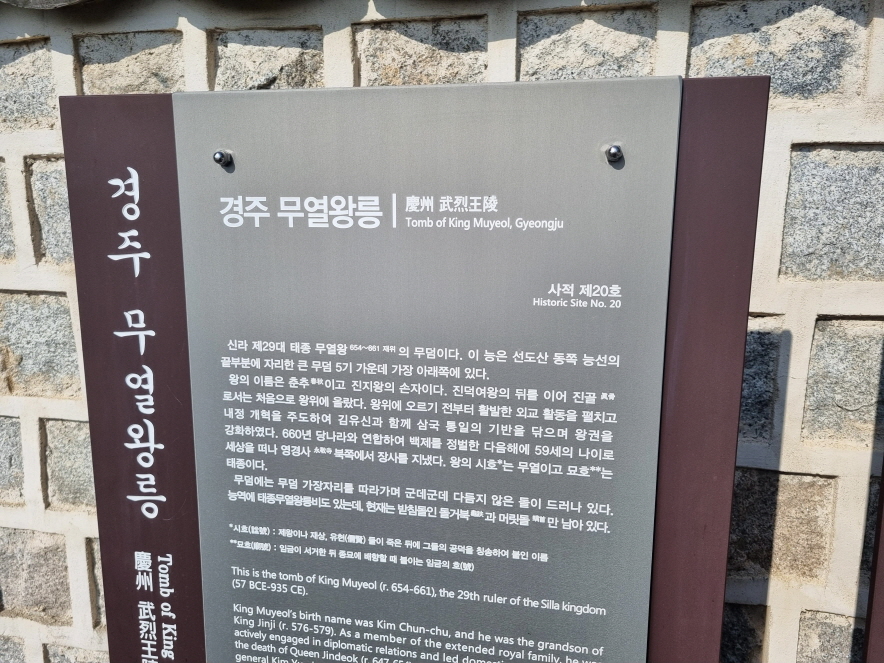 경주 무열왕릉
慶州 武烈王陵
Tomb of King
경주 무열왕릉
慶州 武烈王陵
Tomb of King Muyeol, Gyeongju
사적 제20호
Historic Site No. 20
신라 제29대 태종 무열왕 654~661 재위 의 무덤이다. 이 능은 선도산 동쪽 능선의
끝부분에 자리한 큰 무덤 5기 가운데 가장 아래쪽에 있다.
왕의 이름은 춘추春秋이고 진지왕의 손자이다. 진덕여왕의 뒤를 이어 진골 眞骨
로서는 처음으로 왕위에 올랐다. 왕위에 오르기 전부터 활발한 외교 활동을 펼치고
내정 개혁을 주도하여 김유신과 함께 삼국 통일의 기반을 닦으며 왕권을
강화하였다. 660년 당나라와 연합하여 백제를 정벌한 다음해에 59세의 나이로
세상을 떠나 영경사 永敬寺 북쪽에서 장사를 지냈다. 왕의 시호*는 무열이고 묘호**는
태종이다.
무덤에는 무덤 가장자리를 따라가며 군데군데 다듬지 않은 돌이 드러나 있다.
능역에 태종무열왕릉비도 있는데, 현재는 받침돌인 돌거북 과 머릿돌 만 남아 있다.
*시호(諡號) : 제왕이나 재상, 유현(儒賢) 들이 죽은 뒤에 그들의 공덕을 칭송하여 붙인 이름
**묘호(廟號) : 임금이 서거한 뒤 종묘에 배향할 때 붙이는 임금의 호(號)
This is the tomb of King Muyeol (r. 654-661), the 29th ruler of the Silla kingdom
(57 BCE-935 CE).
King Muyeol's birth name was Kim Chun-chu, and he was the grandson of
King Jinji (r. 576-579). As a member of the extended royal family, he was
actively engaged in diplomatic relations and led
the death of Queen Jindeok (r. 647-654)
general Kim